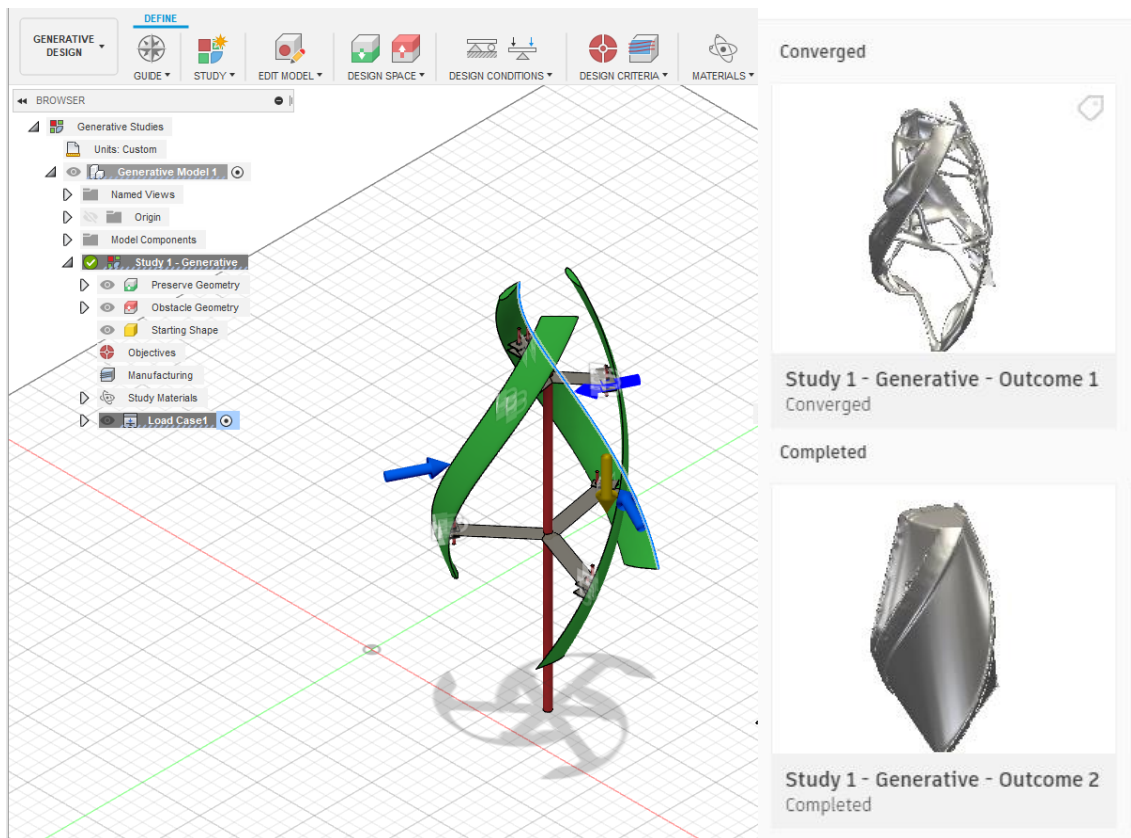 DEFINE
GENERATIVE
DESIGN
GUIDE
STUDY
EDIT MODEL
DESIGN SPACE
DESIGN CONDITIONS
DESIGN CRITERIA
MATERIALS
BROWSER
Generative Studies
Units: Custom
Generative Model 1
Named Views
Origin
Model Components
Study 1 - Generative
Preserve Geometry
Obstacle Geometry
Starting Shape
Objectives
Manufacturing
Study Materials
Load Case1
Converged
Study 1 - Generative - Outcome 1
Converged
Completed
Study 1 - Generative - Outcome 2
Completed